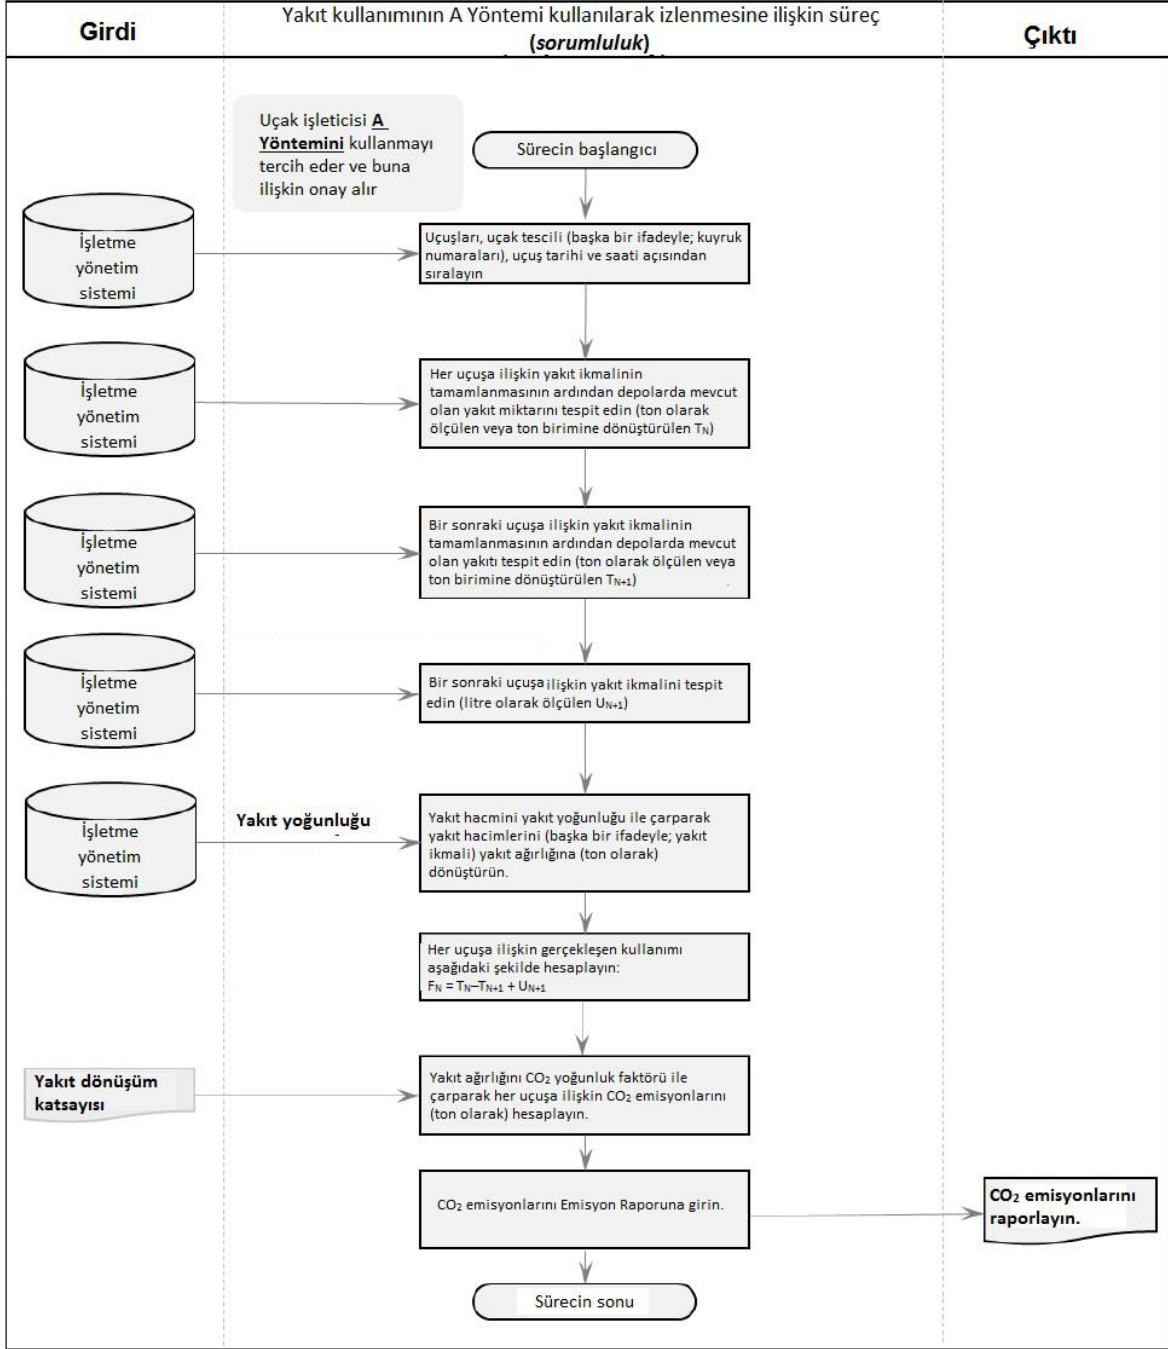 Girdi
Yakıt kullanımının A Yöntemi kullanılarak izlenmesine ilişkin süreç
(sorumluluk)
Çıktı
Uçak işleticisi A
Yöntemini kullanmayı
tercih eder ve buna
ilişkin onay alır
Sürecin başlangıcı
İşletme
yönetim
sistemi
Uçuşları, uçak tescili (başka bir ifadeyle; kuyruk
numaraları), uçuş tarihi ve saati açısından
sıralayın
İşletme
yönetim
sistemi
Her uçuşa ilişkin yakıt ikmalinin
tamamlanmasının ardından depolarda mevcut
olan yakıt miktarını tespit edin (ton olarak
ölçülen veya ton birimine dönüştürülen TN)
İşletme
yönetim
sistemi
Bir sonraki uçuşa ilişkin yakıt ikmalinin
tamamlanmasının ardından depolarda mevcut
olan yakıtı tespit edin (ton olarak ölçülen veya
ton birimine dönüştürülen TN+1)
İşletme
yönetim
sistemi
Bir sonraki uçuşa ilişkin yakıt ikmalini tespit
edin (litre olarak ölçülen UN+1)
İşletme
yönetim
sistemi
Yakıt yoğunluğu
Yakıt hacmini yakıt yoğunluğu ile çarparak
yakıt hacimlerini (başka bir ifadeyle; yakıt
ikmali) yakıt ağırlığına (ton olarak)
dönüştürün.
Her uçuşa ilişkin gerçekleşen kullanımı
aşağıdaki şekilde hesaplayın:
FN = TN–TN+1 + UN+1
Yakıt dönüşüm
katsayısı
Yakıt ağırlığını CO₂ yoğunluk faktörü ile
çarparak her uçuşa ilişkin CO₂ emisyonlarını
(ton olarak) hesaplayın.
CO₂ emisyonlarını Emisyon Raporuna girin.
CO₂ emisyonlarını
raporlayın.
Sürecin sonu